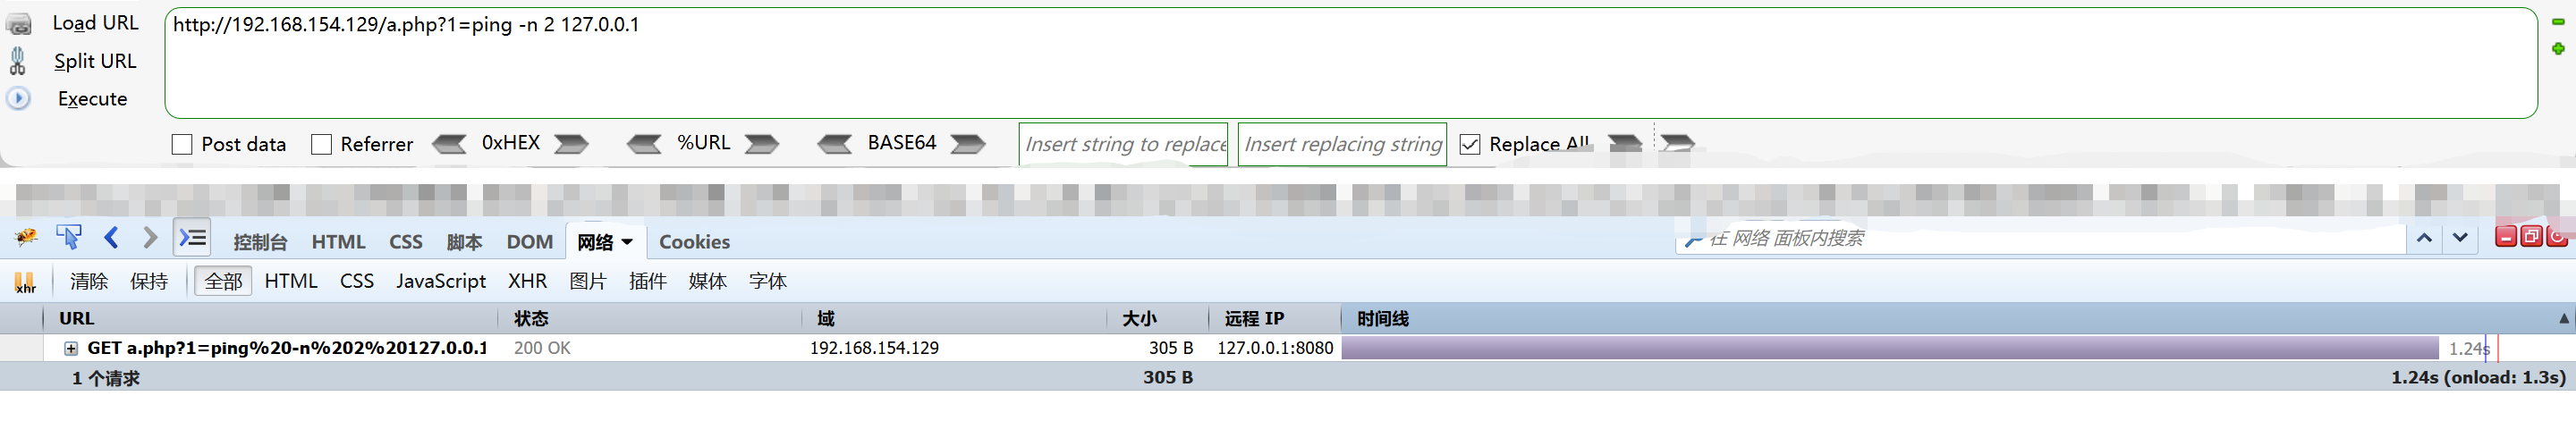 Load URL
http://192.168.154.129/a.php?1=ping -n 2 127.0.0.1
Split URL
Execute
Post data Referrer 0xHEX %URL BASE64 Insert string to replace Insert replacing string Replace All
控制台 HTML CSS 脚本 DOM 网络 Cookies 在 网络 面板内搜索
xhr 清除 保持 全部 HTML CSS JavaScript XHR 图片 插件 媒体 字体
URL 状态 域 大小 远程 IP 时间线
GET a.php?1=ping%20-n%202%20127.0.0.1 200 OK 192.168.154.129 305 B 127.0.0.1:8080 1.24s
1 个请求 305 B 1.24s (onload: 1.3s)